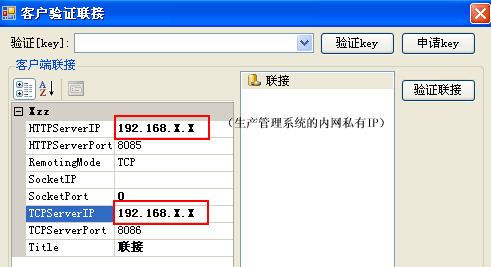 客户验证联接
验证[key]: 验证key 申请key
客户端联接
联接
验证联接
Xzz
HTTPServerIP 192.168.X.X (生产管理系统的内网私有IP)
HTTPServerPort 8085
RemotingMode TCP
SocketIP
SocketPort 0
TCPServerIP 192.168.X.X
TCPServerPort 8086
Title 联接